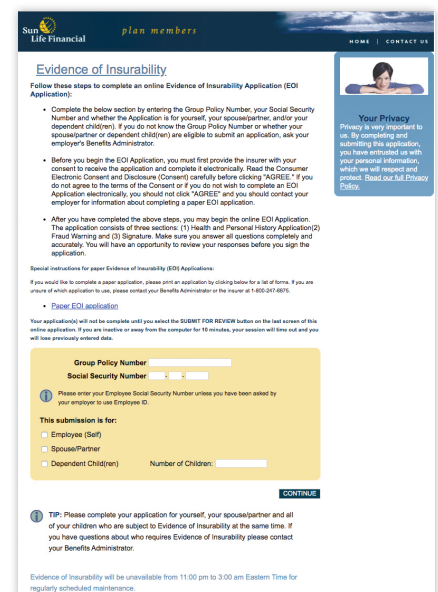 Sun
Life Financial
plan members
HOME | CONTACT US
Evidence of Insurability
Follow these steps to complete an online Evidence of Insurability Application (EOI
Application):
• Complete the below section by entering the Group Policy Number, your Social Security
Number and whether the Application is for yourself, your spouse/partner, and/or your
dependent child(ren). If you do not know the Group Policy Number or whether your
spouse/partner or dependent child(ren) are eligible to submit an application, ask your
employer's Benefits Administrator.
• Before you begin the EOI Application, you must first provide the insurer with your
consent to receive the application and complete it electronically. Read the Consumer
Electronic Consent and Disclosure (Consent) carefully before clicking "AGREE." If you
do not agree to the terms of the Consent or if you do not wish to complete an EOI
Application electronically, you should not click "AGREE" and you should contact your
employer for information about completing a paper EOI application.
• After you have completed the above steps, you may begin the online EOI Application.
The application consists of three sections: (1) Health and Personal History Application(2)
Fraud Warning and (3) Signature. Make sure you answer all questions completely and
accurately. You will have an opportunity to review your responses before you sign the
application.
Special instructions for paper Evidence of Insurability (EOI) Applications:
If you would like to complete a paper application, please print an application by clicking below for a list of forms. If you are
unsure of which application to use, please contact your Benefits Administrator or the insurer at 1-800-247-6875.
• Paper EOI application
Your application(s) will not be complete until you select the SUBMIT FOR REVIEW button on the last screen of this
online application. If you are inactive or away from the computer for 10 minutes, your session will time out and you
will lose previously entered data.
Group Policy Number
Social Security Number - -
Please enter your Employee Social Security Number unless you have been asked by
your employer to use Employee ID.
This submission is for:
Employee (Self)
Spouse/Partner
Dependent Child(ren) Number of Children:
CONTINUE
TIP: Please complete your application for yourself, your spouse/partner and all
of your children who are subject to Evidence of Insurability at the same time. If
you have questions about who requires Evidence of Insurability please contact
your Benefits Administrator.
Evidence of Insurability will be unavailable from 11:00 pm to 3:00 am Eastern Time for
regularly scheduled maintenance.
Your Privacy
Privacy is very important to
us. By completing and
submitting this application,
you have entrusted us with
your personal information,
which we will respect and
protect. Read our full Privacy
Policy.